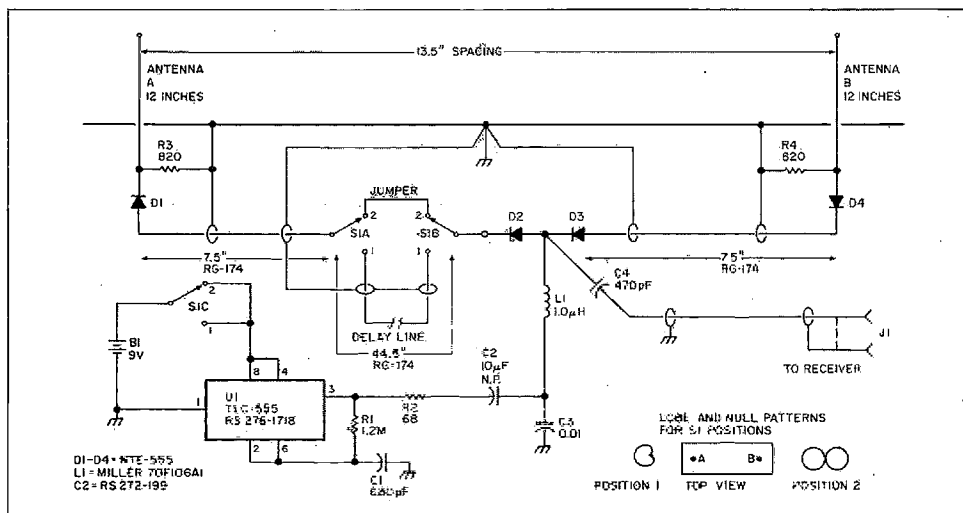 13.5" SPACING
ANTENNA
A
12 INCHES
ANTENNA
B
12 INCHES
R3
820
R4
820
JUMPER
D1
D2
D3
D4
2
2
S1A
S1B
1
1
7.5"
RG-174
7.5"
RG-174
C4
470pF
L1
1.0μH
J1
TO RECEIVER
S1C
2
1
DELAY LINE
44.5"
RG-174
B1
9V
C2
10μF
N.P.
8
4
U1
TLC-555
RS 276-1718
1
3
2
6
R1
1.2M
R2
68
C3
0.01
C1
680pF
D1-D4= NTE-555
L1 = MILLER 70F106A1
C2= RS 272-199
LOBE AND NULL PATTERNS
FOR S1 POSITIONS
A
B
POSITION 1
TOP VIEW
POSITION 2